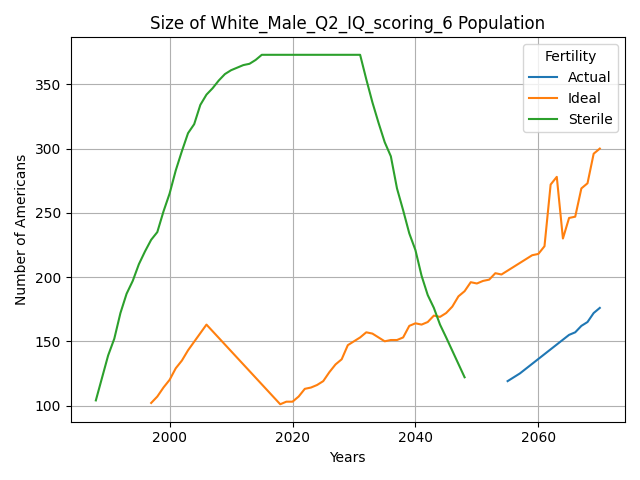 Size of White_Male_Q2_IQ_scoring_6 Population
Fertility
Actual
Ideal
Sterile
Number of Americans
350
300
250
200
150
100
2000
2020
2040
2060
Years